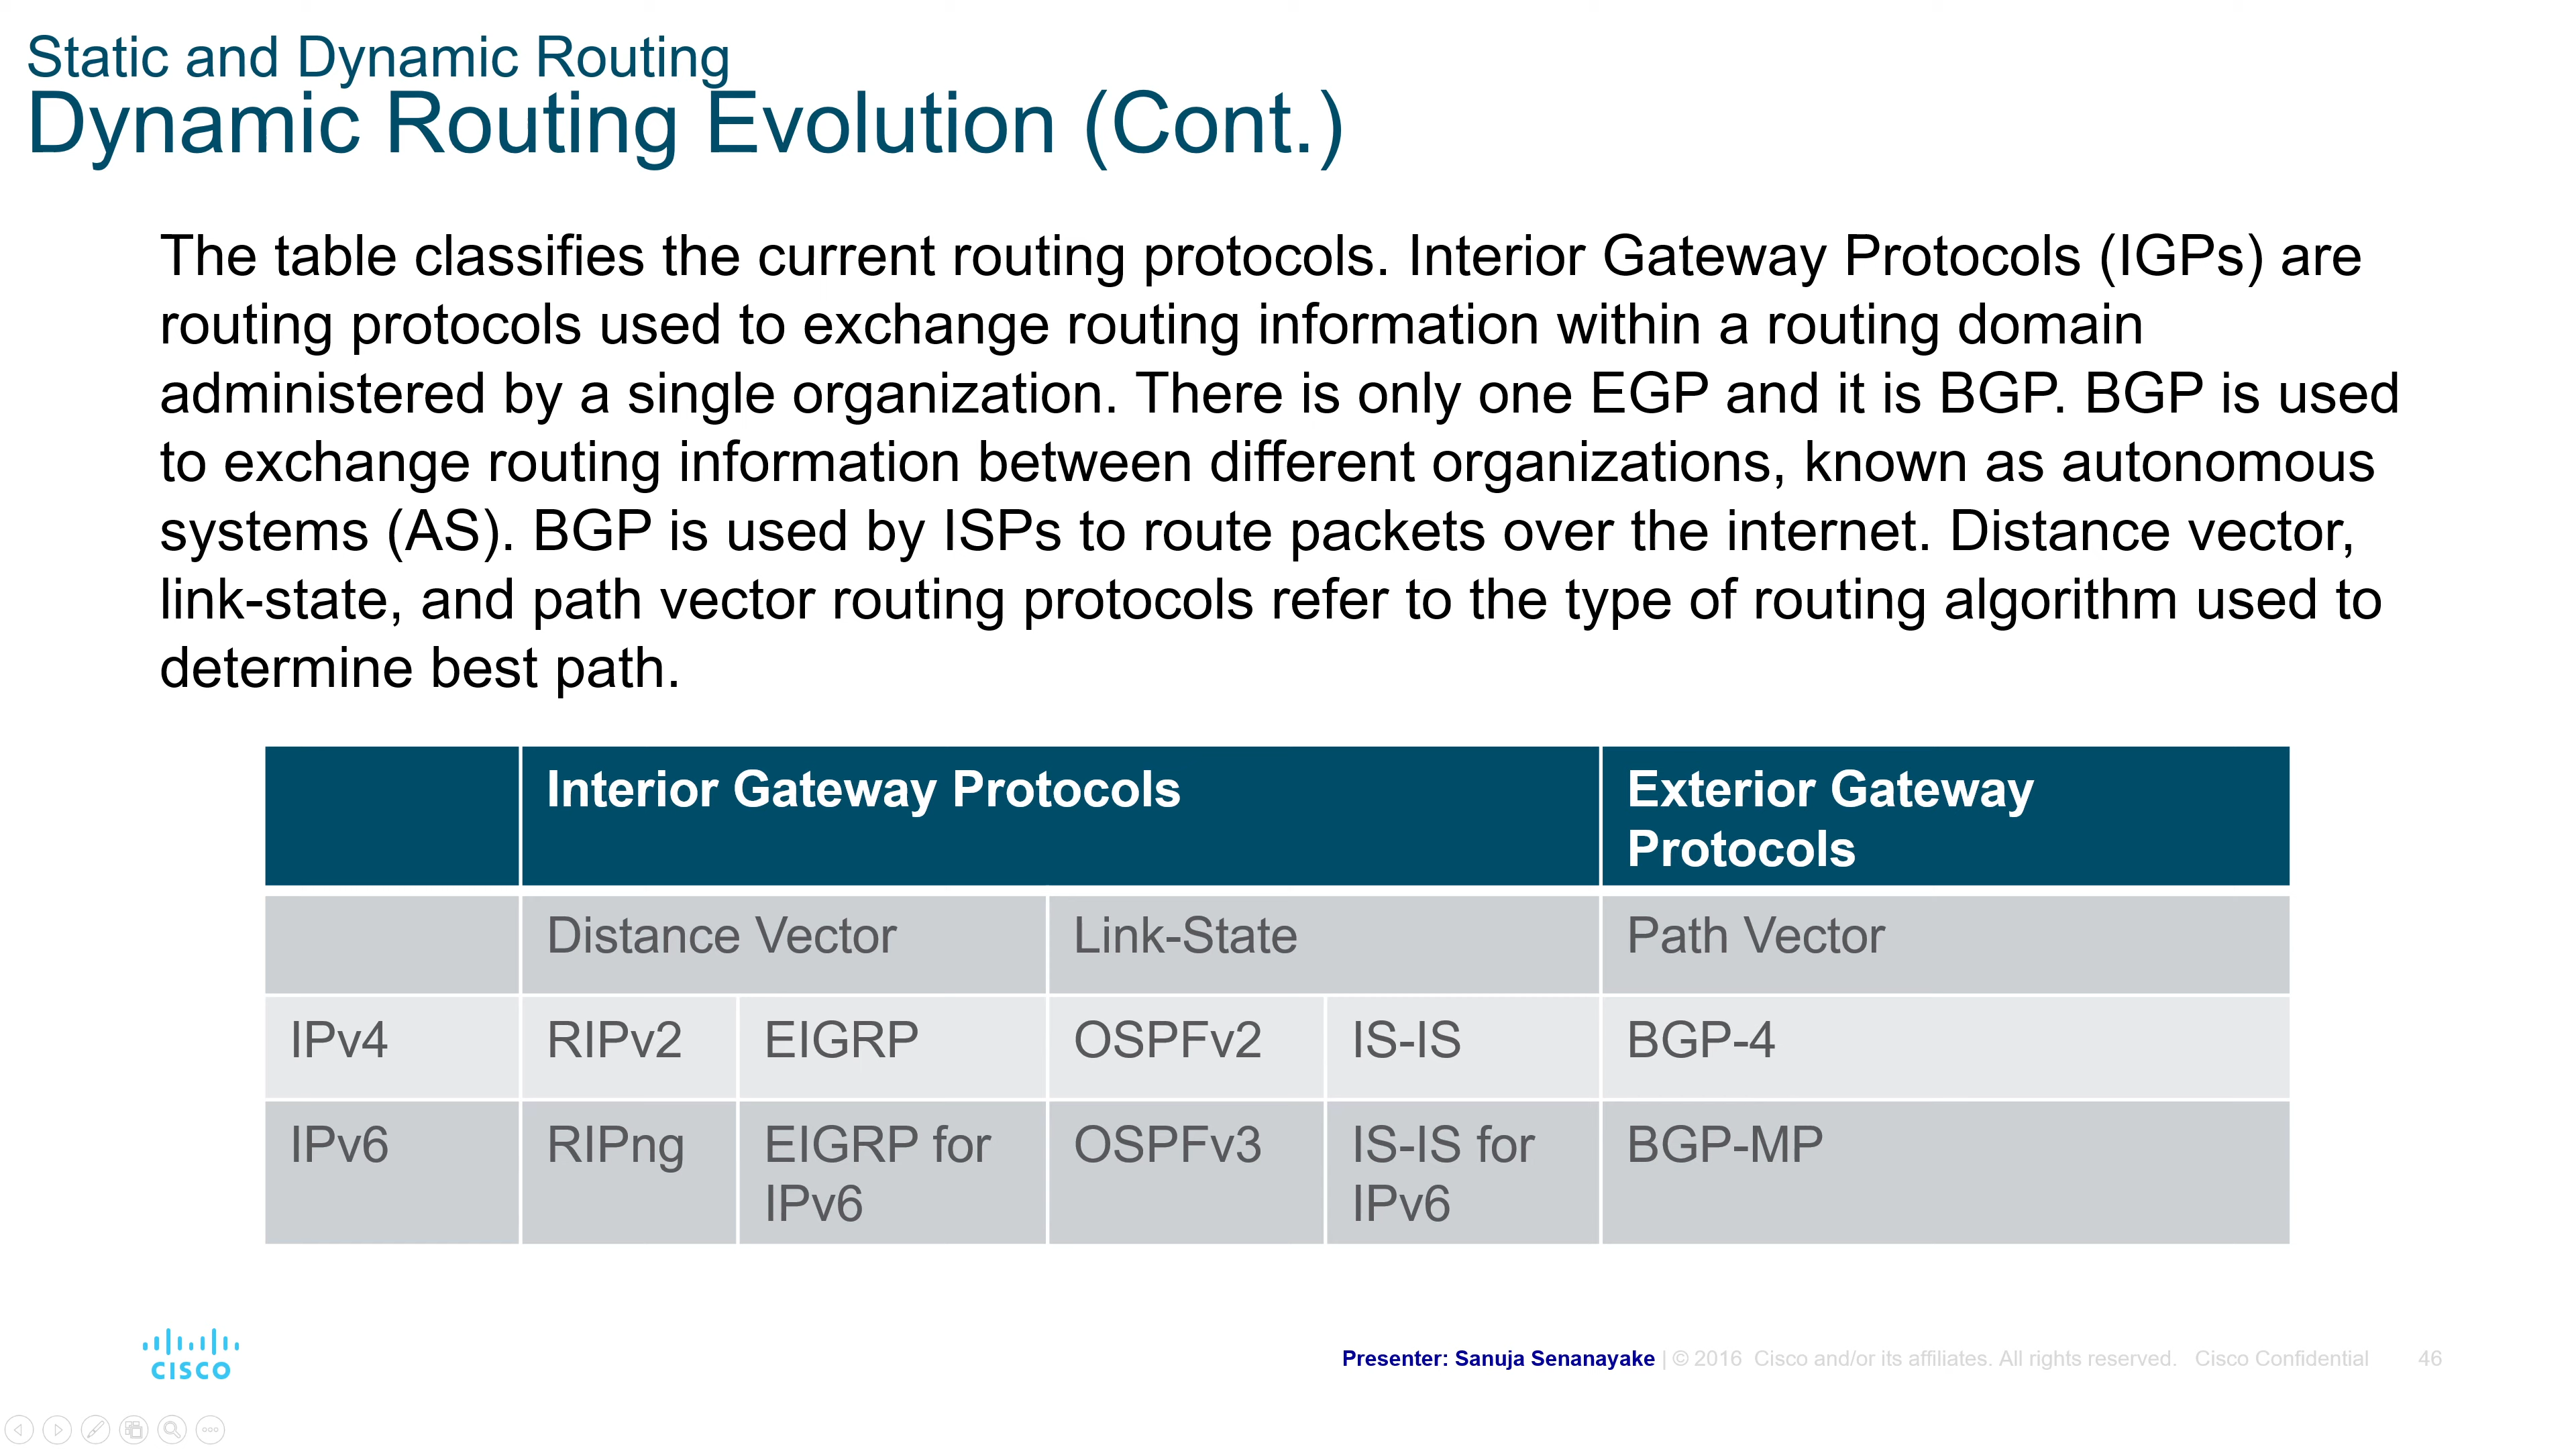 Static and Dynamic Routing
Dynamic Routing Evolution (Cont.)
The table classifies the current routing protocols. Interior Gateway Protocols (IGPs) are
routing protocols used to exchange routing information within a routing domain
administered by a single organization. There is only one EGP and it is BGP. BGP is used
to exchange routing information between different organizations, known as autonomous
systems (AS). BGP is used by ISPs to route packets over the internet. Distance vector,
link-state, and path vector routing protocols refer to the type of routing algorithm used to
determine best path.
Interior Gateway Protocols
Exterior Gateway
Protocols
Distance Vector
Link-State
Path Vector
IPv4
RIPv2
EIGRP
OSPFv2
IS-IS
BGP-4
IPv6
RIPng
EIGRP for
IPv6
OSPFv3
IS-IS for
IPv6
BGP-MP
CISCO
Presenter: Sanuja Senanayake | © 2016 Cisco and/or its affiliates. All rights reserved. Cisco Confidential 46